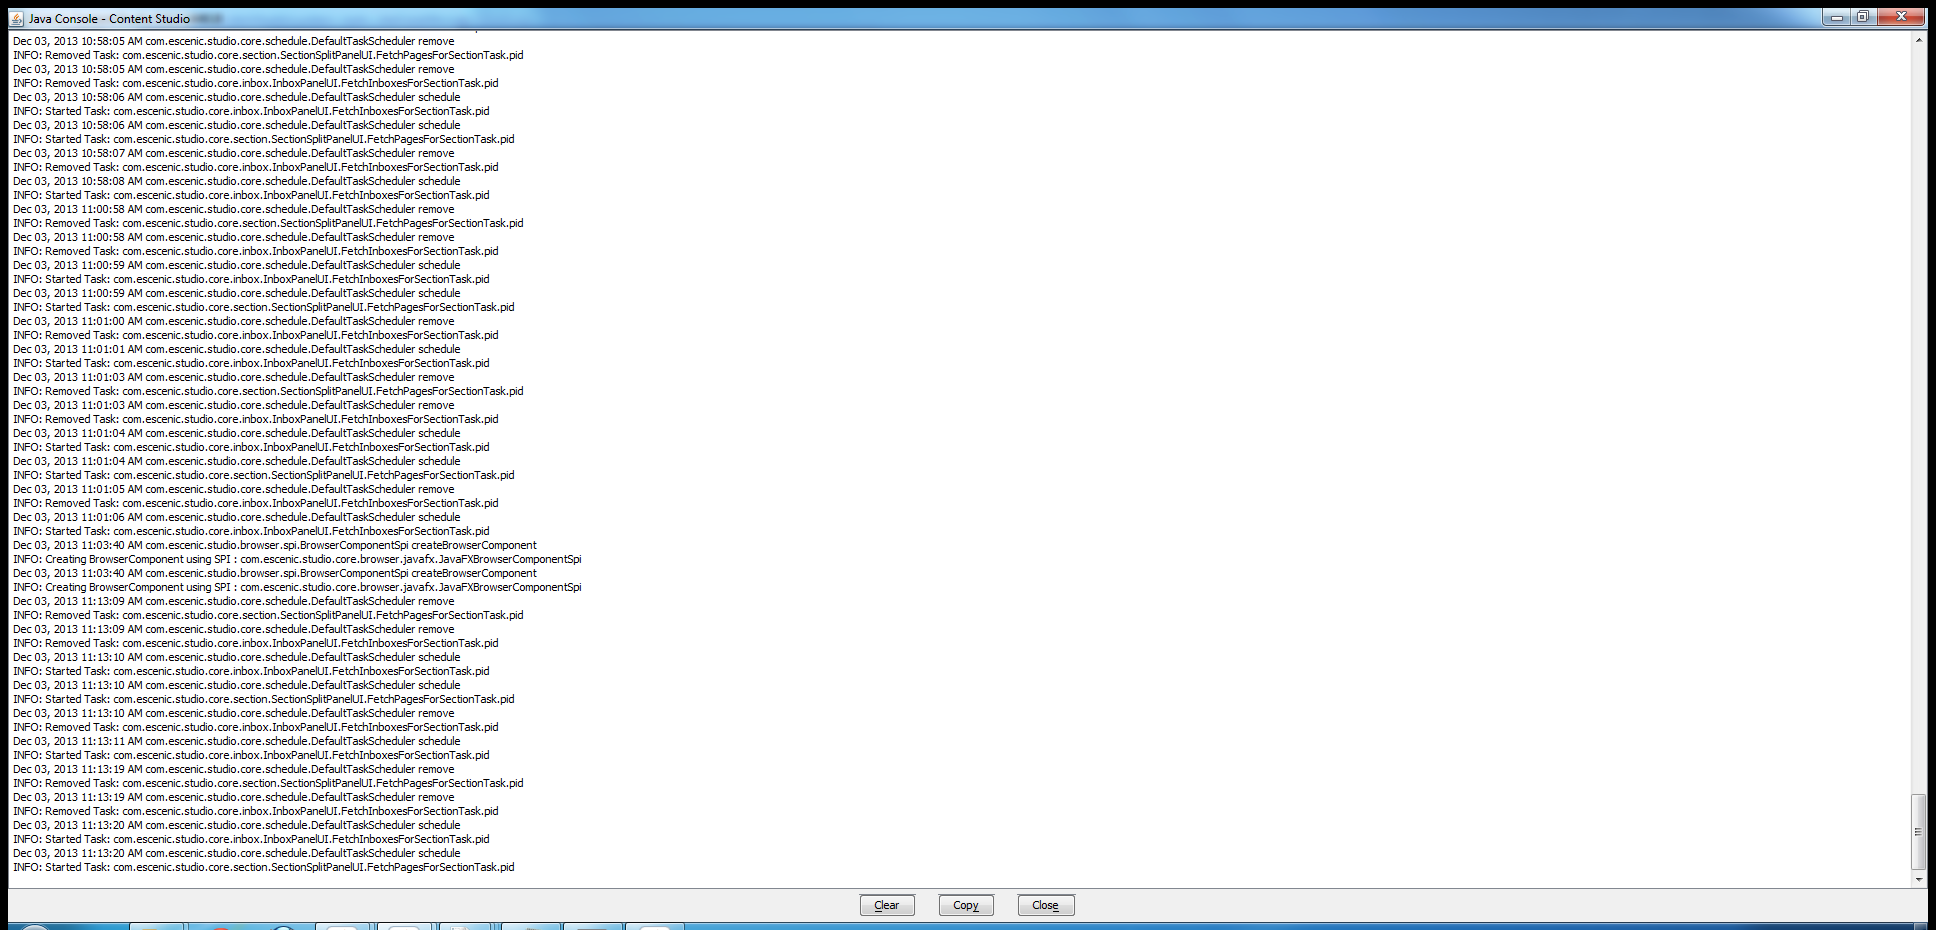 Java Console - Content Studio
Dec 03, 2013 10:58:05 AM com.escenic.studio.core.schedule.DefaultTaskScheduler remove
INFO: Removed Task: com.escenic.studio.core.section.SectionSplitPanelUI.FetchPagesForSectionTask.pid
Dec 03, 2013 10:58:05 AM com.escenic.studio.core.schedule.DefaultTaskScheduler remove
INFO: Removed Task: com.escenic.studio.core.inbox.InboxPanelUI.FetchInboxesForSectionTask.pid
Dec 03, 2013 10:58:06 AM com.escenic.studio.core.schedule.DefaultTaskScheduler schedule
INFO: Started Task: com.escenic.studio.core.inbox.InboxPanelUI.FetchInboxesForSectionTask.pid
Dec 03, 2013 10:58:06 AM com.escenic.studio.core.schedule.DefaultTaskScheduler schedule
INFO: Started Task: com.escenic.studio.core.section.SectionSplitPanelUI.FetchPagesForSectionTask.pid
Dec 03, 2013 10:58:07 AM com.escenic.studio.core.schedule.DefaultTaskScheduler remove
INFO: Removed Task: com.escenic.studio.core.inbox.InboxPanelUI.FetchInboxesForSectionTask.pid
Dec 03, 2013 10:58:08 AM com.escenic.studio.core.schedule.DefaultTaskScheduler schedule
INFO: Started Task: com.escenic.studio.core.inbox.InboxPanelUI.FetchInboxesForSectionTask.pid
Dec 03, 2013 11:00:58 AM com.escenic.studio.core.schedule.DefaultTaskScheduler remove
INFO: Removed Task: com.escenic.studio.core.section.SectionSplitPanelUI.FetchPagesForSectionTask.pid
Dec 03, 2013 11:00:58 AM com.escenic.studio.core.schedule.DefaultTaskScheduler remove
INFO: Removed Task: com.escenic.studio.core.inbox.InboxPanelUI.FetchInboxesForSectionTask.pid
Dec 03, 2013 11:00:59 AM com.escenic.studio.core.schedule.DefaultTaskScheduler schedule
INFO: Started Task: com.escenic.studio.core.inbox.InboxPanelUI.FetchInboxesForSectionTask.pid
Dec 03, 2013 11:00:59 AM com.escenic.studio.core.schedule.DefaultTaskScheduler schedule
INFO: Started Task: com.escenic.studio.core.section.SectionSplitPanelUI.FetchPagesForSectionTask.pid
Dec 03, 2013 11:01:00 AM com.escenic.studio.core.schedule.DefaultTaskScheduler remove
INFO: Removed Task: com.escenic.studio.core.inbox.InboxPanelUI.FetchInboxesForSectionTask.pid
Dec 03, 2013 11:01:01 AM com.escenic.studio.core.schedule.DefaultTaskScheduler schedule
INFO: Started Task: com.escenic.studio.core.inbox.InboxPanelUI.FetchInboxesForSectionTask.pid
Dec 03, 2013 11:01:03 AM com.escenic.studio.core.schedule.DefaultTaskScheduler remove
INFO: Removed Task: com.escenic.studio.core.section.SectionSplitPanelUI.FetchPagesForSectionTask.pid
Dec 03, 2013 11:01:03 AM com.escenic.studio.core.schedule.DefaultTaskScheduler remove
INFO: Removed Task: com.escenic.studio.core.inbox.InboxPanelUI.FetchInboxesForSectionTask.pid
Dec 03, 2013 11:01:04 AM com.escenic.studio.core.schedule.DefaultTaskScheduler schedule
INFO: Started Task: com.escenic.studio.core.inbox.InboxPanelUI.FetchInboxesForSectionTask.pid
Dec 03, 2013 11:01:04 AM com.escenic.studio.core.schedule.DefaultTaskScheduler schedule
INFO: Started Task: com.escenic.studio.core.section.SectionSplitPanelUI.FetchPagesForSectionTask.pid
Dec 03, 2013 11:01:05 AM com.escenic.studio.core.schedule.DefaultTaskScheduler remove
INFO: Removed Task: com.escenic.studio.core.inbox.InboxPanelUI.FetchInboxesForSectionTask.pid
Dec 03, 2013 11:01:06 AM com.escenic.studio.core.schedule.DefaultTaskScheduler schedule
INFO: Started Task: com.escenic.studio.core.inbox.InboxPanelUI.FetchInboxesForSectionTask.pid
Dec 03, 2013 11:03:40 AM com.escenic.studio.browser.spi.BrowserComponentSpi createBrowserComponent
INFO: Creating BrowserComponent using SPI : com.escenic.studio.core.browser.javafx.JavaFXBrowserComponentSpi
Dec 03, 2013 11:03:40 AM com.escenic.studio.browser.spi.BrowserComponentSpi createBrowserComponent
INFO: Creating BrowserComponent using SPI : com.escenic.studio.core.browser.javafx.JavaFXBrowserComponentSpi
Dec 03, 2013 11:13:09 AM com.escenic.studio.core.schedule.DefaultTaskScheduler remove
INFO: Removed Task: com.escenic.studio.core.section.SectionSplitPanelUI.FetchPagesForSectionTask.pid
Dec 03, 2013 11:13:09 AM com.escenic.studio.core.schedule.DefaultTaskScheduler remove
INFO: Removed Task: com.escenic.studio.core.inbox.InboxPanelUI.FetchInboxesForSectionTask.pid
Dec 03, 2013 11:13:10 AM com.escenic.studio.core.schedule.DefaultTaskScheduler schedule
INFO: Started Task: com.escenic.studio.core.inbox.InboxPanelUI.FetchInboxesForSectionTask.pid
Dec 03, 2013 11:13:10 AM com.escenic.studio.core.schedule.DefaultTaskScheduler schedule
INFO: Started Task: com.escenic.studio.core.section.SectionSplitPanelUI.FetchPagesForSectionTask.pid
Dec 03, 2013 11:13:10 AM com.escenic.studio.core.schedule.DefaultTaskScheduler remove
INFO: Removed Task: com.escenic.studio.core.inbox.InboxPanelUI.FetchInboxesForSectionTask.pid
Dec 03, 2013 11:13:11 AM com.escenic.studio.core.schedule.DefaultTaskScheduler schedule
INFO: Started Task: com.escenic.studio.core.inbox.InboxPanelUI.FetchInboxesForSectionTask.pid
Dec 03, 2013 11:13:19 AM com.escenic.studio.core.schedule.DefaultTaskScheduler remove
INFO: Removed Task: com.escenic.studio.core.section.SectionSplitPanelUI.FetchPagesForSectionTask.pid
Dec 03, 2013 11:13:19 AM com.escenic.studio.core.schedule.DefaultTaskScheduler remove
INFO: Removed Task: com.escenic.studio.core.inbox.InboxPanelUI.FetchInboxesForSectionTask.pid
Dec 03, 2013 11:13:20 AM com.escenic.studio.core.schedule.DefaultTaskScheduler schedule
INFO: Started Task: com.escenic.studio.core.inbox.InboxPanelUI.FetchInboxesForSectionTask.pid
Dec 03, 2013 11:13:20 AM com.escenic.studio.core.schedule.DefaultTaskScheduler schedule
INFO: Started Task: com.escenic.studio.core.section.SectionSplitPanelUI.FetchPagesForSectionTask.pid
Clear Copy Close